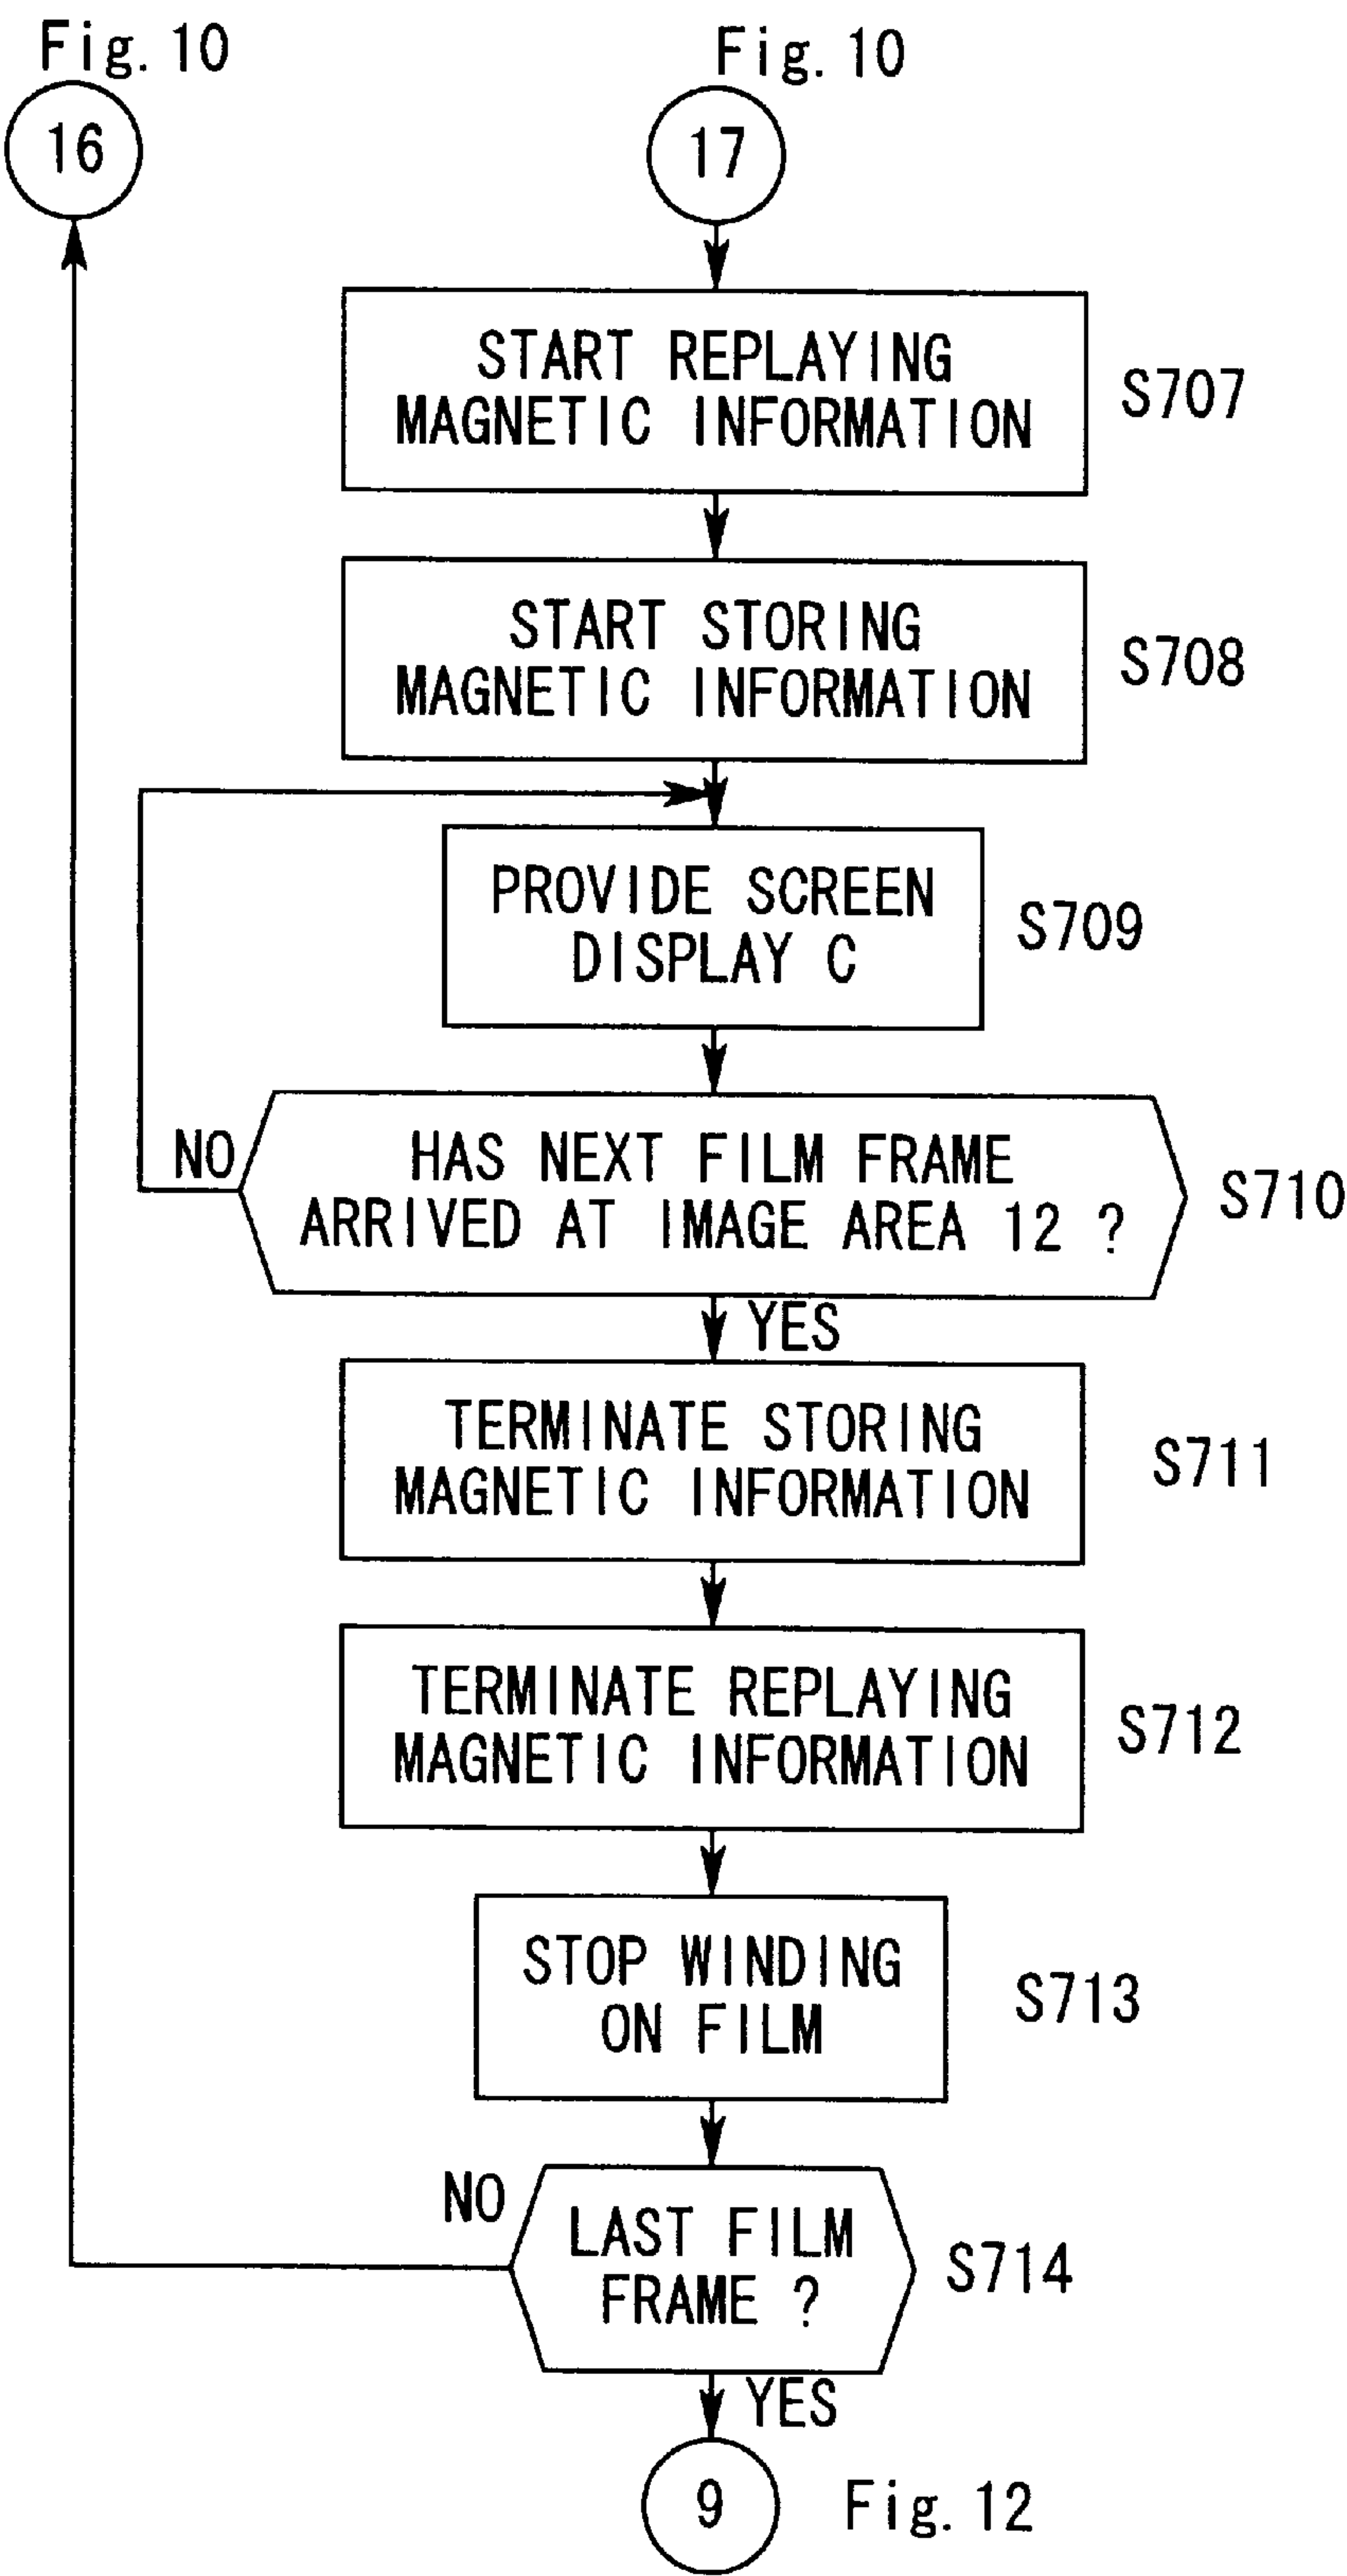 Fig. 10
16
Fig. 10
17
START REPLAYING
MAGNETIC INFORMATION
S707
START STORING
MAGNETIC INFORMATION
S708
PROVIDE SCREEN
DISPLAY C
S709
NO
HAS NEXT FILM FRAME
ARRIVED AT IMAGE AREA 12 ?
S710
YES
TERMINATE STORING
MAGNETIC INFORMATION
S711
TERMINATE REPLAYING
MAGNETIC INFORMATION
S712
STOP WINDING
ON FILM
S713
NO
LAST FILM
FRAME ?
S714
YES
9
Fig. 12